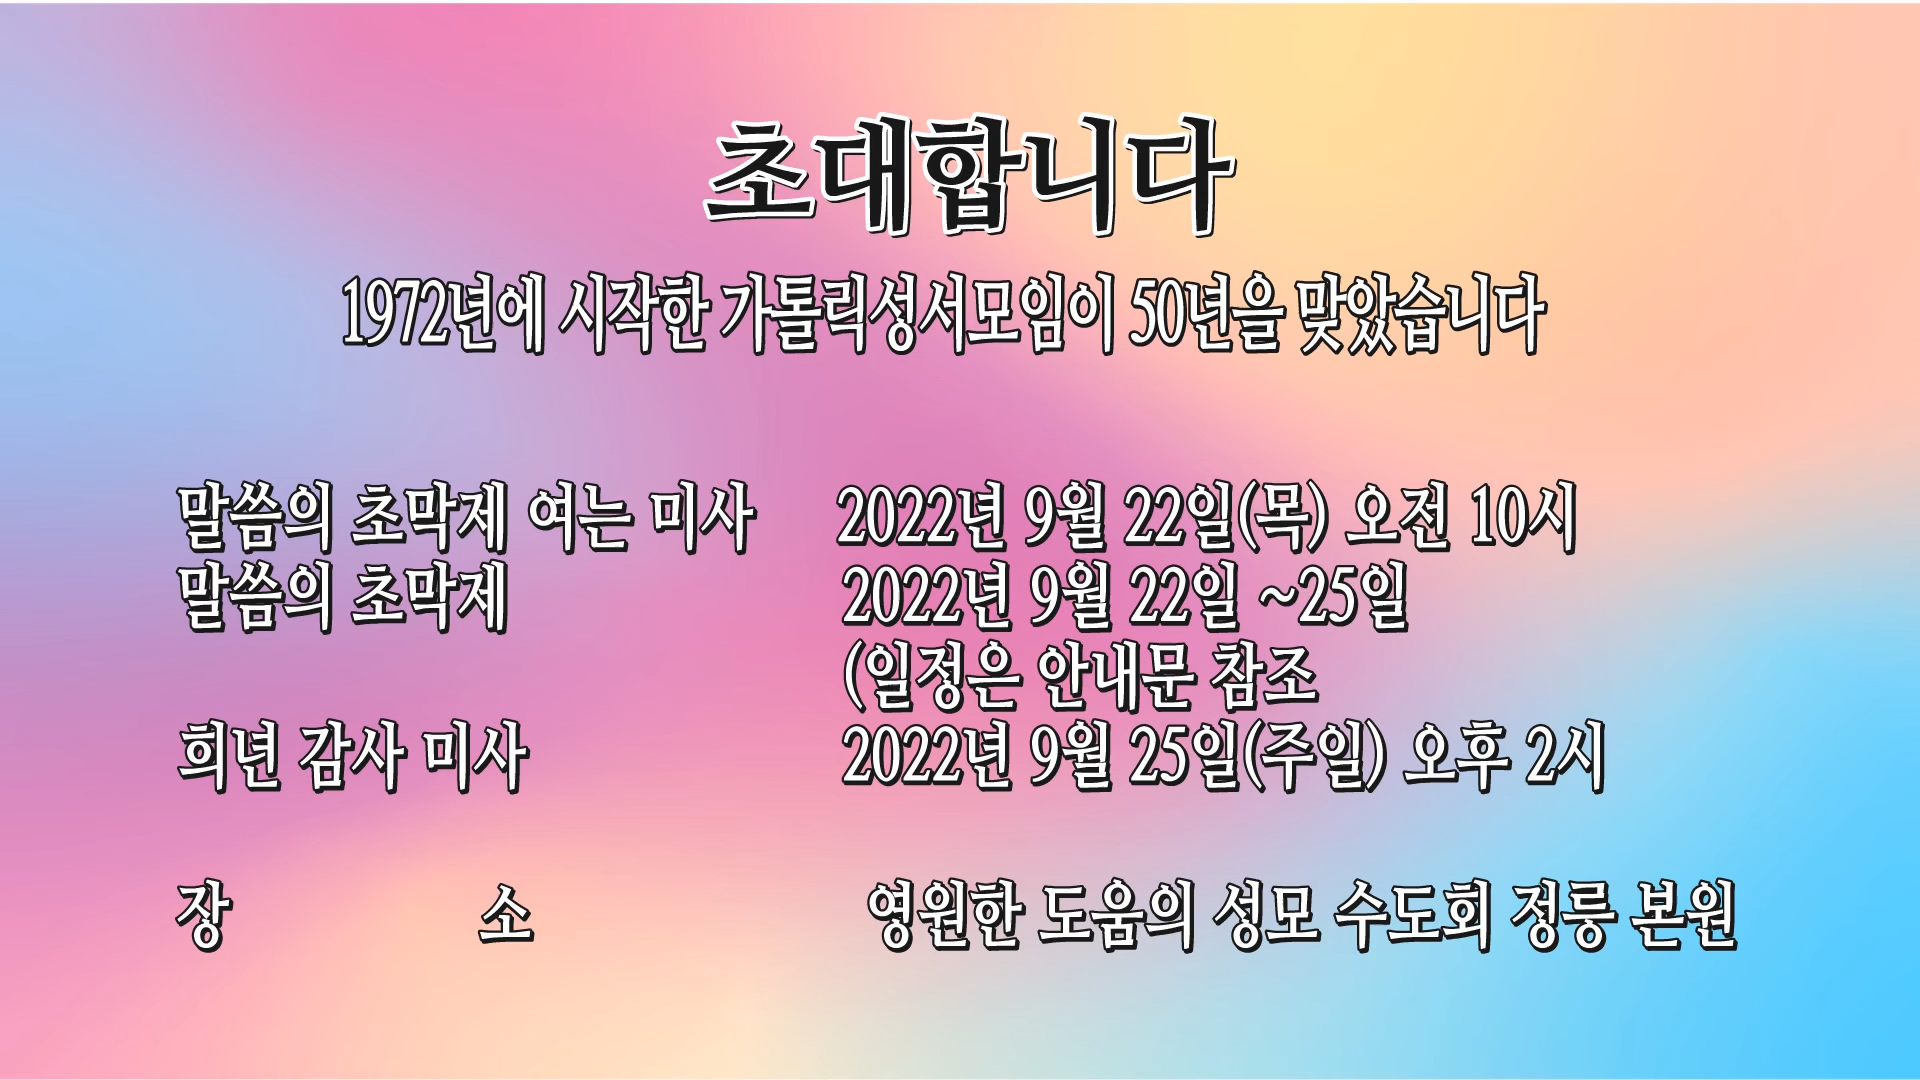 초대합니다
1972년에 시작한 가톨릭성서모임이 50년을 맞았습니다
말씀의 초막제 여는 미사 2022년 9월 22일(목) 오전 10시
말씀의 초막제 2022년 9월 22일 ~25일
(일정은 안내문 참조
희년 감사 미사 2022년 9월 25일(주일) 오후 2시
장 소 영원한 도움의 성모 수도회 정릉 본원